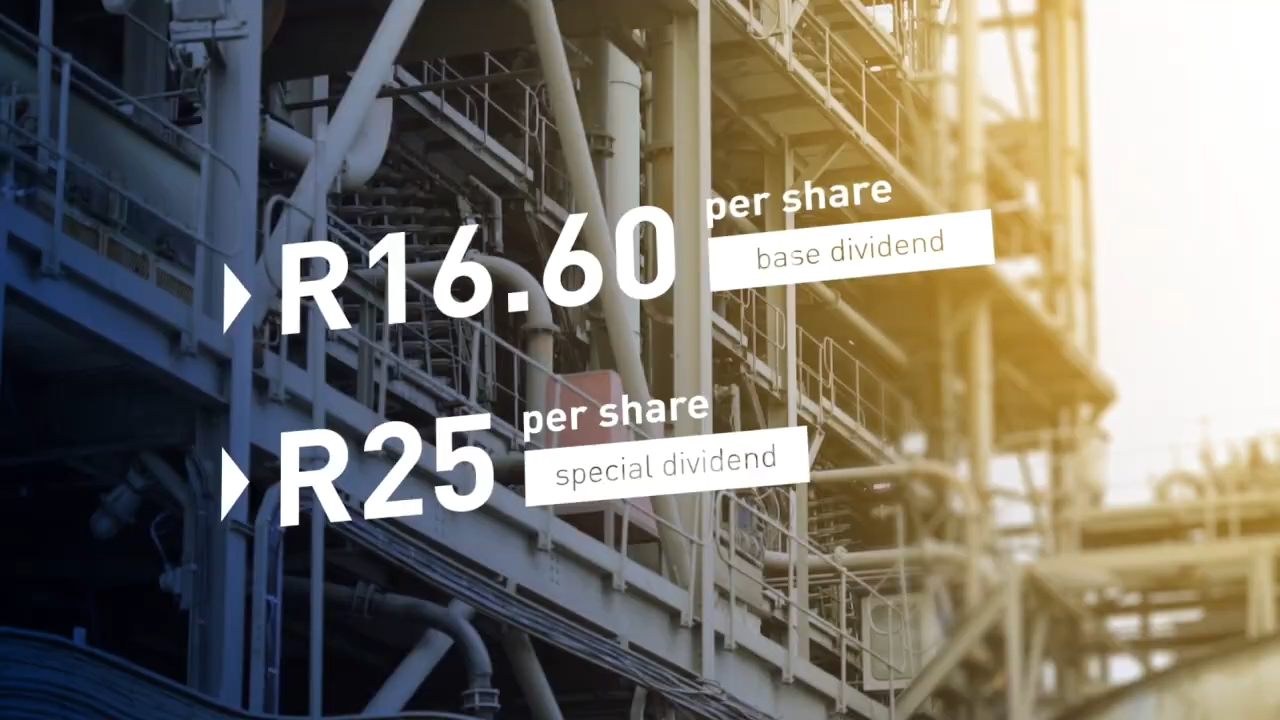 R16.60 per share
base dividend
R25 per share
special dividend